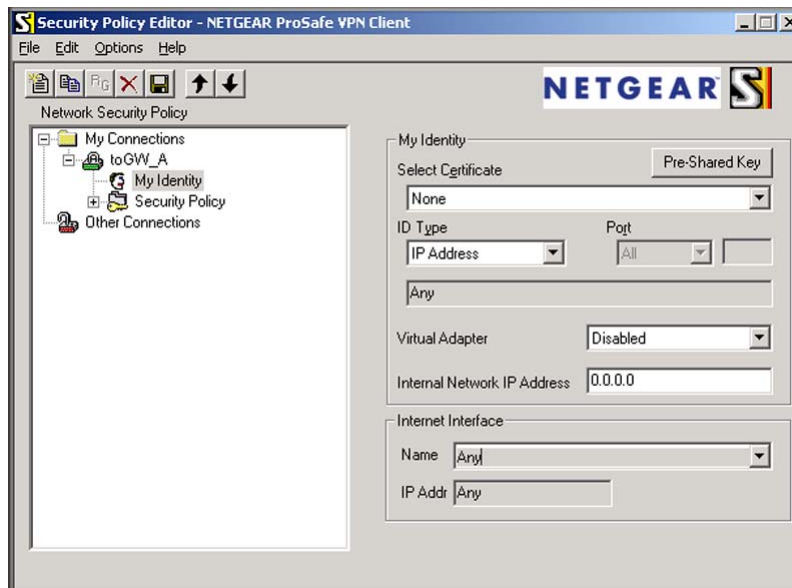 Security Policy Editor - NETGEAR ProSafe VPN Client
File Edit Options Help
NETGEAR
Network Security Policy
My Connections
toGW_A
My Identity
Security Policy
Other Connections
My Identity
Select Certificate
Pre-Shared Key
None
ID Type Port
IP Address All
Any
Virtual Adapter Disabled
Internal Network IP Address 0.0.0.0
Internet Interface
Name Any
IP Addr Any